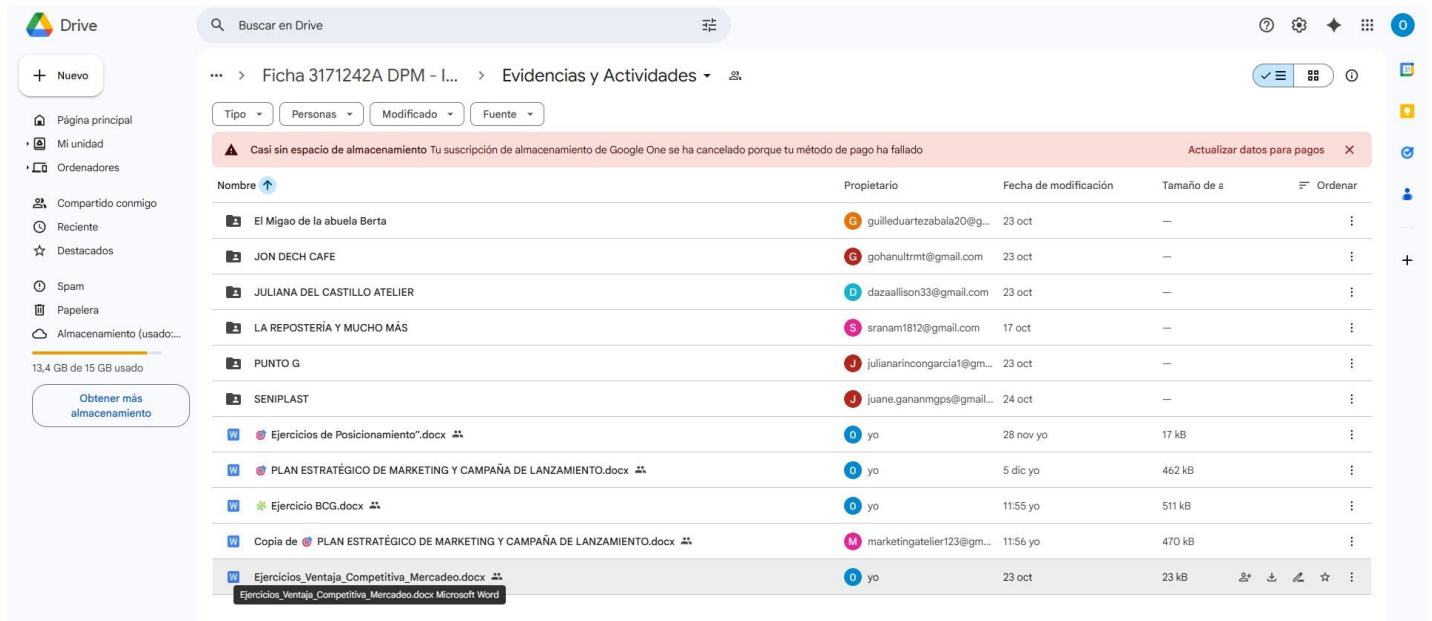 Drive
Buscar en Drive
O
Nuevo
Página principal
Mi unidad
Ordenadores
Compartido conmigo
Reciente
Destacados
Spam
Papelera
Almacenamiento (usado:...
13,4 GB de 15 GB usado
Obtener más
almacenamiento
... > Ficha 3171242A DPM - I... > Evidencias y Actividades
Tipo Personas Modificado Fuente
Casi sin espacio de almacenamiento Tu suscripción de almacenamiento de Google One se ha cancelado porque tu método de pago ha fallado Actualizar datos para pagos
Nombre Propietario Fecha de modificación Tamaño de a Ordenar
El Migao de la abuela Berta G guilleduartezabala20@g... 23 oct —
JON DECH CAFE G gohanultrmt@gmail.com 23 oct —
JULIANA DEL CASTILLO ATELIER D dazaallison33@gmail.com 23 oct —
LA REPOSTERÍA Y MUCHO MÁS S sranam1812@gmail.com 17 oct —
PUNTO G J julianarincongarcia1@gm... 23 oct —
SENIPLAST J juane.gananmgps@gmail... 24 oct —
W 🎯 Ejercicios de Posicionamiento”.docx O yo 28 nov yo 17 kB
W 🎯 PLAN ESTRATÉGICO DE MARKETING Y CAMPAÑA DE LANZAMIENTO.docx O yo 5 dic yo 462 kB
W 🧩 Ejercicio BCG.docx O yo 11:55 yo 511 kB
W Copia de 🎯 PLAN ESTRATÉGICO DE MARKETING Y CAMPAÑA DE LANZAMIENTO.docx M marketingatelier123@gm... 11:56 yo 470 kB
W Ejercicios_Ventaja_Competitiva_Mercadeo.docx O yo 23 oct 23 kB
Ejercicios_Ventaja_Competitiva_Mercadeo.docx Microsoft Word
31